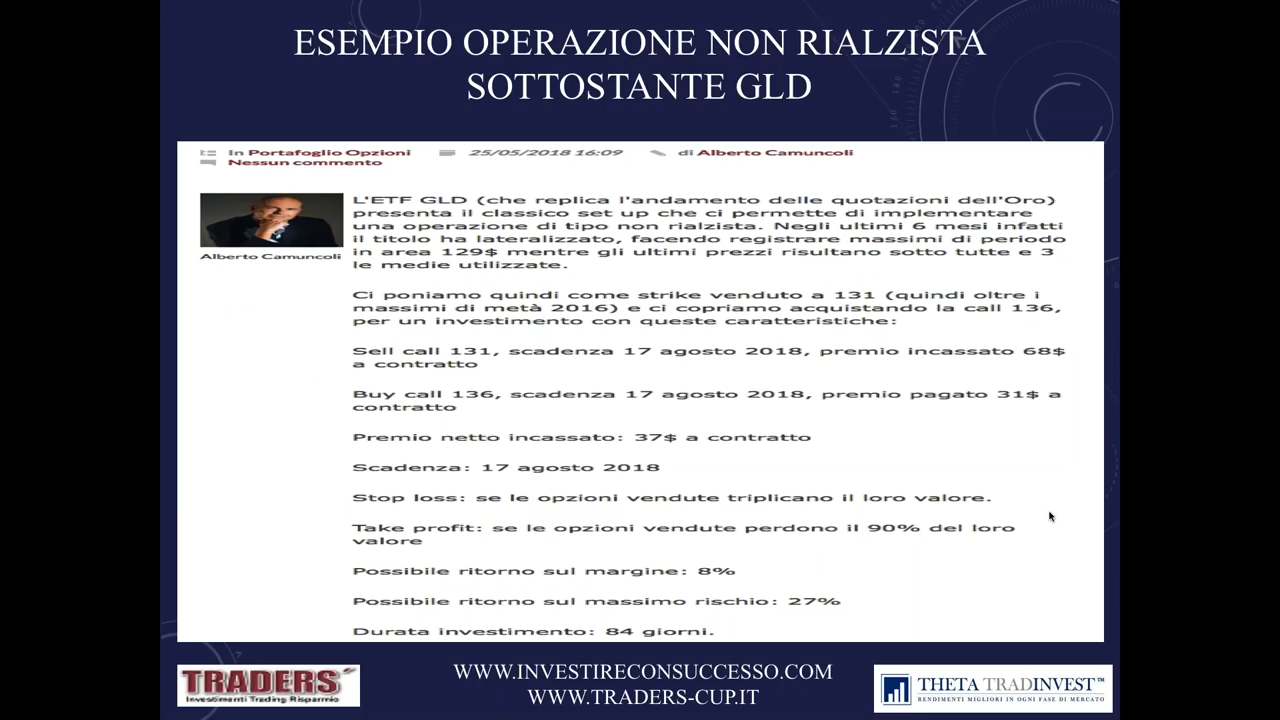 ESEMPIO OPERAZIONE NON RIALZISTA
SOTTOSTANTE GLD
In Portafoglio Opzioni 25/05/2018 16:09 di Alberto Camuncoli
Nessun commento
Alberto Camuncoli
L'ETF GLD (che replica l'andamento delle quotazioni dell'Oro)
presenta il classico set up che ci permette di implementare
una operazione di tipo non rialzista. Negli ultimi 6 mesi infatti
il titolo ha lateralizzato, facendo registrare massimi di periodo
in area 129$ mentre gli ultimi prezzi risultano sotto tutte e 3
le medie utilizzate.
Ci poniamo quindi come strike venduto a 131 (quindi oltre i
massimi di metà 2016) e ci copriamo acquistando la call 136,
per un investimento con queste caratteristiche:
Sell call 131, scadenza 17 agosto 2018, premio incassato 68$
a contratto
Buy call 136, scadenza 17 agosto 2018, premio pagato 31$ a
contratto
Premio netto incassato: 37$ a contratto
Scadenza: 17 agosto 2018
Stop loss: se le opzioni vendute triplicano il loro valore.
Take profit: se le opzioni vendute perdono il 90% del loro
valore
Possibile ritorno sul margine: 8%
Possibile ritorno sul massimo rischio: 27%
Durata investimento: 84 giorni.
TRADERS'
Investimenti Trading Risparmio
WWW.INVESTIRECONSUCCESSO.COM
WWW.TRADERS-CUP.IT
THETA TRADINVEST™
RENDIMENTI MIGLIORI IN OGNI FASE DI MERCATO